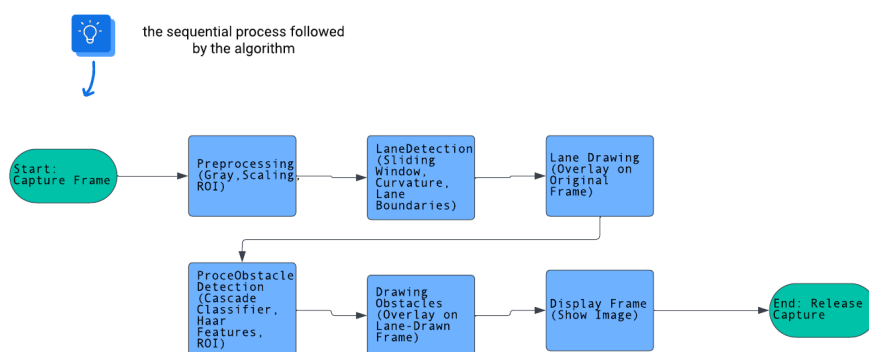 the sequential process followed
by the algorithm
Start:
Capture Frame
Preprocessing
(Gray,Scaling,
ROI)
LaneDetection
(Sliding
Window,
Curvature,
Lane
Boundaries)
Lane Drawing
(Overlay on
Original
Frame)
ProceObstacle
Detection
(Cascade
Classifier,
Haar
Features,
ROI)
Drawing
Obstacles
(Overlay on
Lane-Drawn
Frame)
Display Frame
(Show Image)
End: Release
Capture